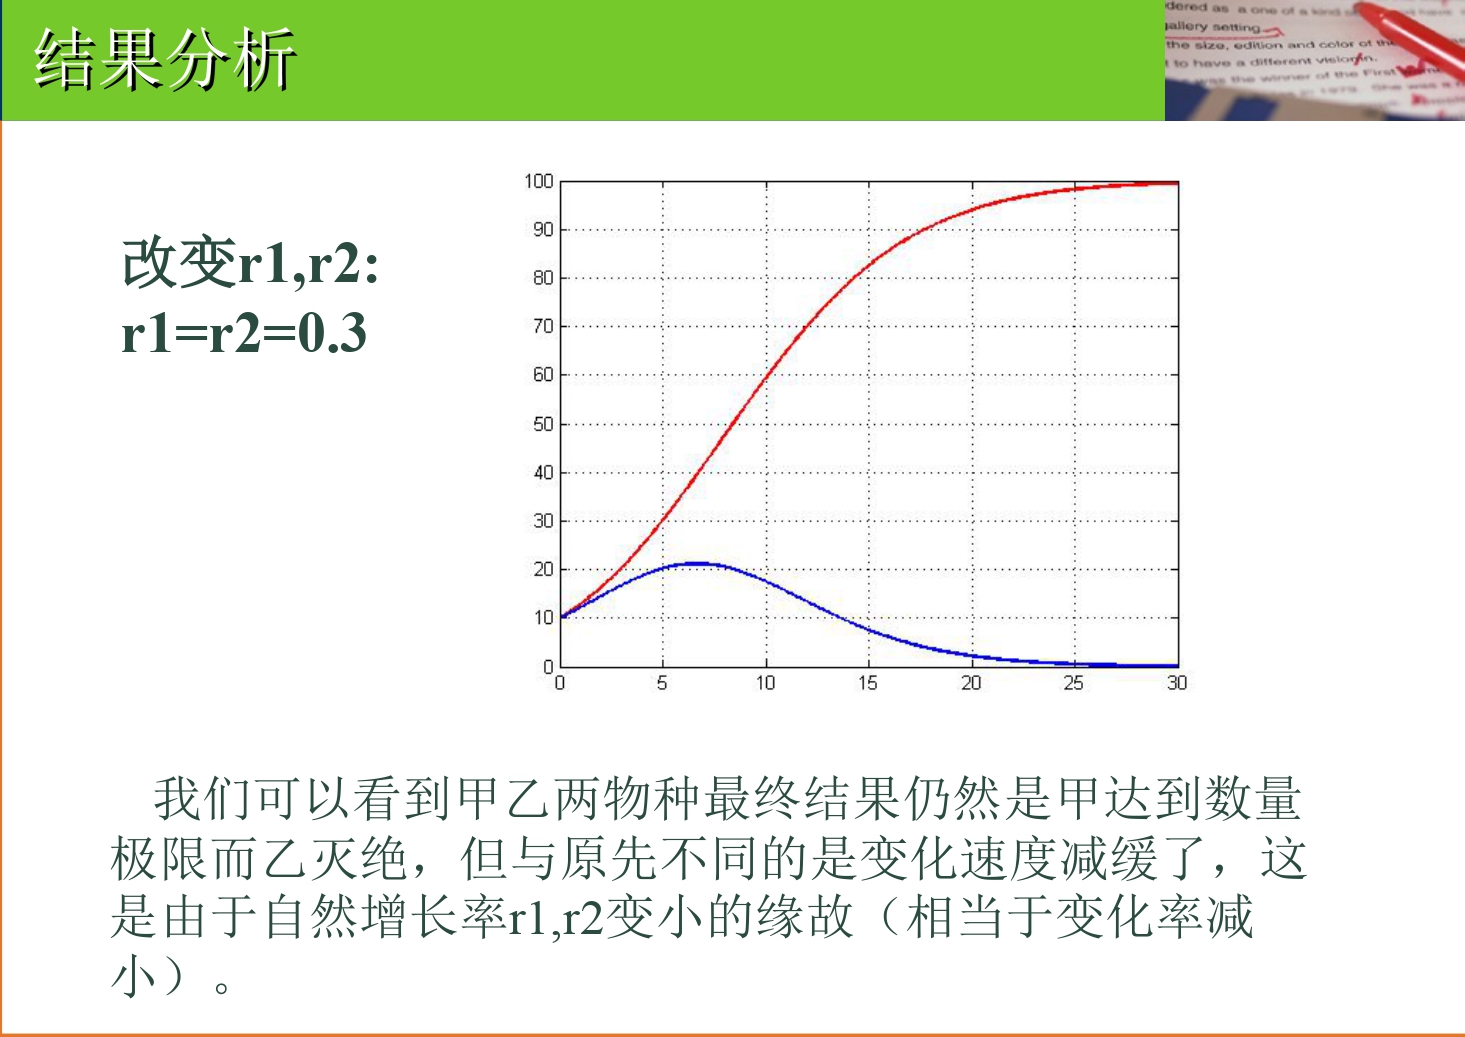 结果分析
dered as a one of a kind
gallery setting.
the size, edition and color of the
to have a different vision
was the winner of the First
in 1979. She was a
改变r1,r2:
r1=r2=0.3
100
90
80
70
60
50
40
30
20
10
0
0 5 10 15 20 25 30
我们可以看到甲乙两物种最终结果仍然是甲达到数量
极限而乙灭绝，但与原先不同的是变化速度减缓了，这
是由于自然增长率r1,r2变小的缘故（相当于变化率减
小）。